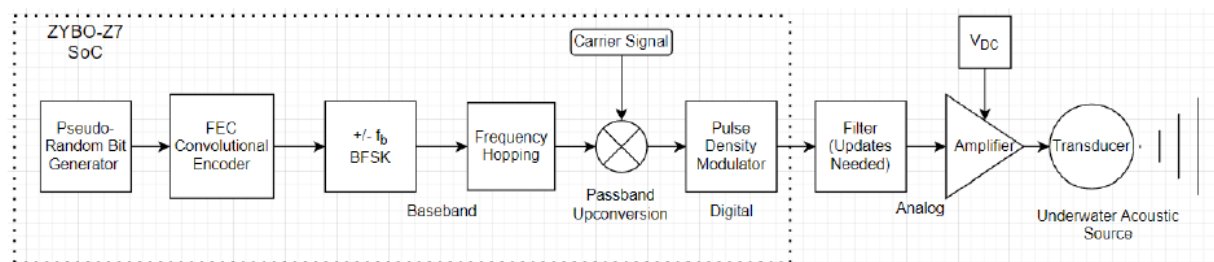 ZYBO-Z7
SoC
Carrier Signal
V_DC
Pseudo-
Random Bit
Generator
FEC
Convolutional
Encoder
+/- f_b
BFSK
Frequency
Hopping
Pulse
Density
Modulator
Filter
(Updates
Needed)
Amplifier
Transducer
Baseband
Passband
Upconversion
Digital
Analog
Underwater Acoustic
Source